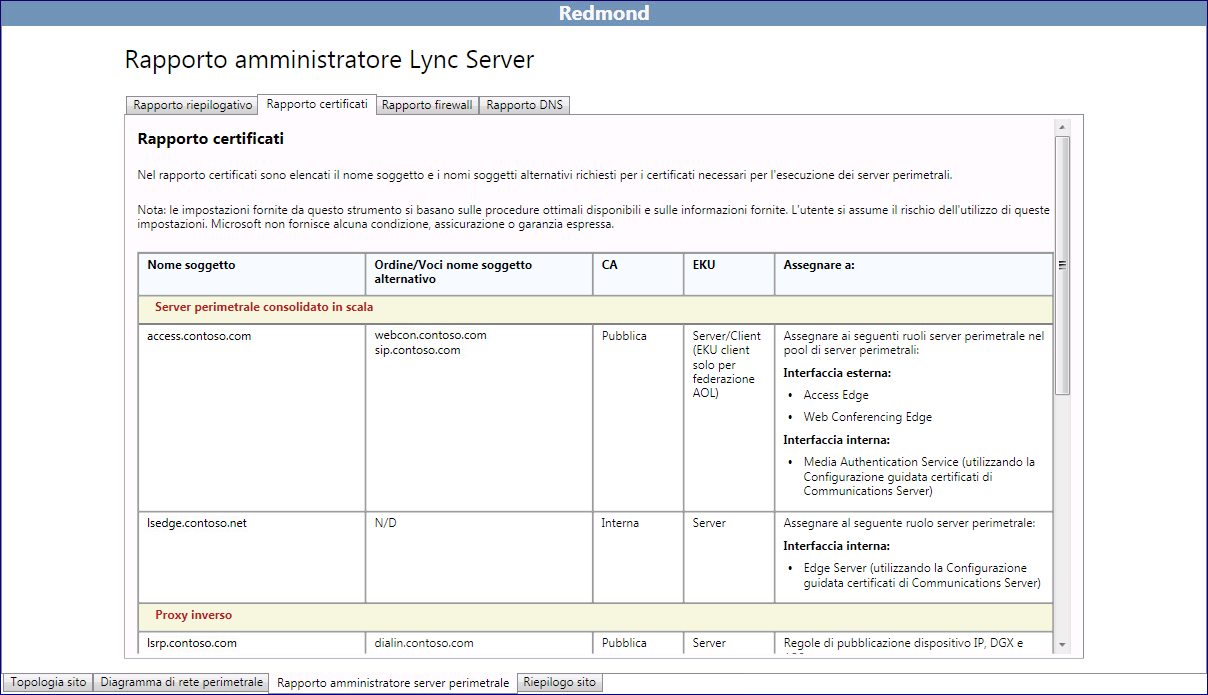 Redmond
Rapporto amministratore Lync Server
Rapporto riepilogativo
Rapporto certificati
Rapporto firewall
Rapporto DNS
Rapporto certificati
Nel rapporto certificati sono elencati il nome soggetto e i nomi soggetti alternativi richiesti per i certificati necessari per l'esecuzione dei server perimetrali.
Nota: le impostazioni fornite da questo strumento si basano sulle procedure ottimali disponibili e sulle informazioni fornite. L'utente si assume il rischio dell'utilizzo di queste
impostazioni. Microsoft non fornisce alcuna condizione, assicurazione o garanzia espressa.
Nome soggetto
Ordine/Voci nome soggetto
alternativo
CA
EKU
Assegnare a:
Server perimetrale consolidato in scala
access.contoso.com
webcon.contoso.com
sip.contoso.com
Pubblica
Server/Client
(EKU client
solo per
federazione
AOL)
Assegnare ai seguenti ruoli server perimetrale nel
pool di server perimetrali:
Interfaccia esterna:
• Access Edge
• Web Conferencing Edge
Interfaccia interna:
• Media Authentication Service (utilizzando la
Configurazione guidata certificati di
Communications Server)
lsedge.contoso.net
N/D
Interna
Server
Assegnare al seguente ruolo server perimetrale:
Interfaccia interna:
• Edge Server (utilizzando la Configurazione
guidata certificati di Communications Server)
Proxy inverso
lsrp.contoso.com
dialin.contoso.com
Pubblica
Server
Regole di pubblicazione dispositivo IP, DGX e
Topologia sito
Diagramma di rete perimetrale
Rapporto amministratore server perimetrale
Riepilogo sito